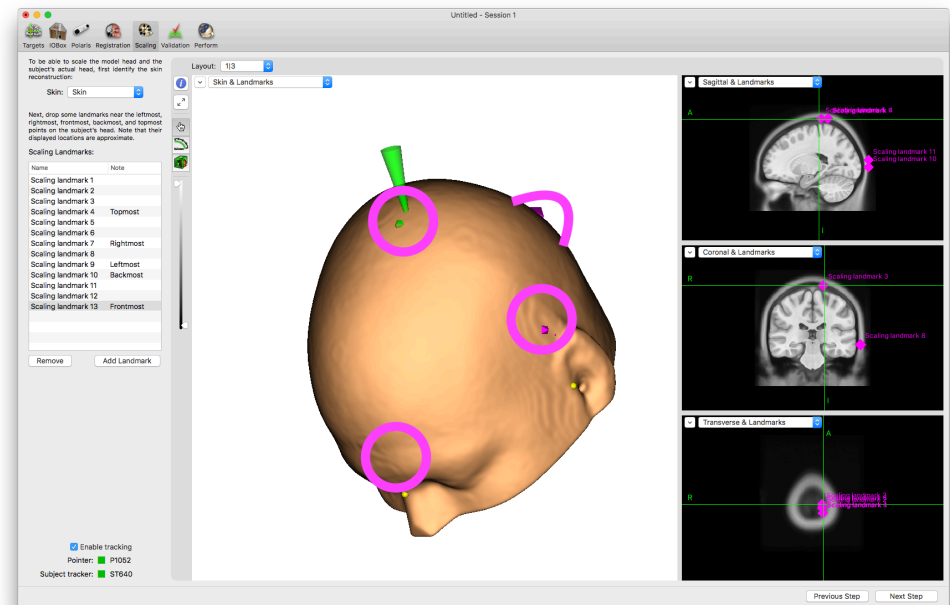 Untitled - Session 1
Targets IOBox Polaris Registration Scaling Validation Perform
To be able to scale the model head and the
subject's actual head, first identify the skin
reconstruction:
Skin: Skin
Next, drop some landmarks near the leftmost,
rightmost, frontmost, backmost, and topmost
points on the subject's head. Note that their
displayed locations are approximate.
Scaling Landmarks:
Name Note
Scaling landmark 1
Scaling landmark 2
Scaling landmark 3
Scaling landmark 4 Topmost
Scaling landmark 5
Scaling landmark 6
Scaling landmark 7 Rightmost
Scaling landmark 8
Scaling landmark 9 Leftmost
Scaling landmark 10 Backmost
Scaling landmark 11
Scaling landmark 12
Scaling landmark 13 Frontmost
Remove Add Landmark
Enable tracking
Pointer: P1052
Subject tracker: ST640
Layout: 1|3
Skin & Landmarks
Sagittal & Landmarks
A
Scaling landmark 11
Scaling landmark 10
I
Coronal & Landmarks
R
Scaling landmark 3
Scaling landmark 8
I
Transverse & Landmarks
A
R
Previous Step Next Step